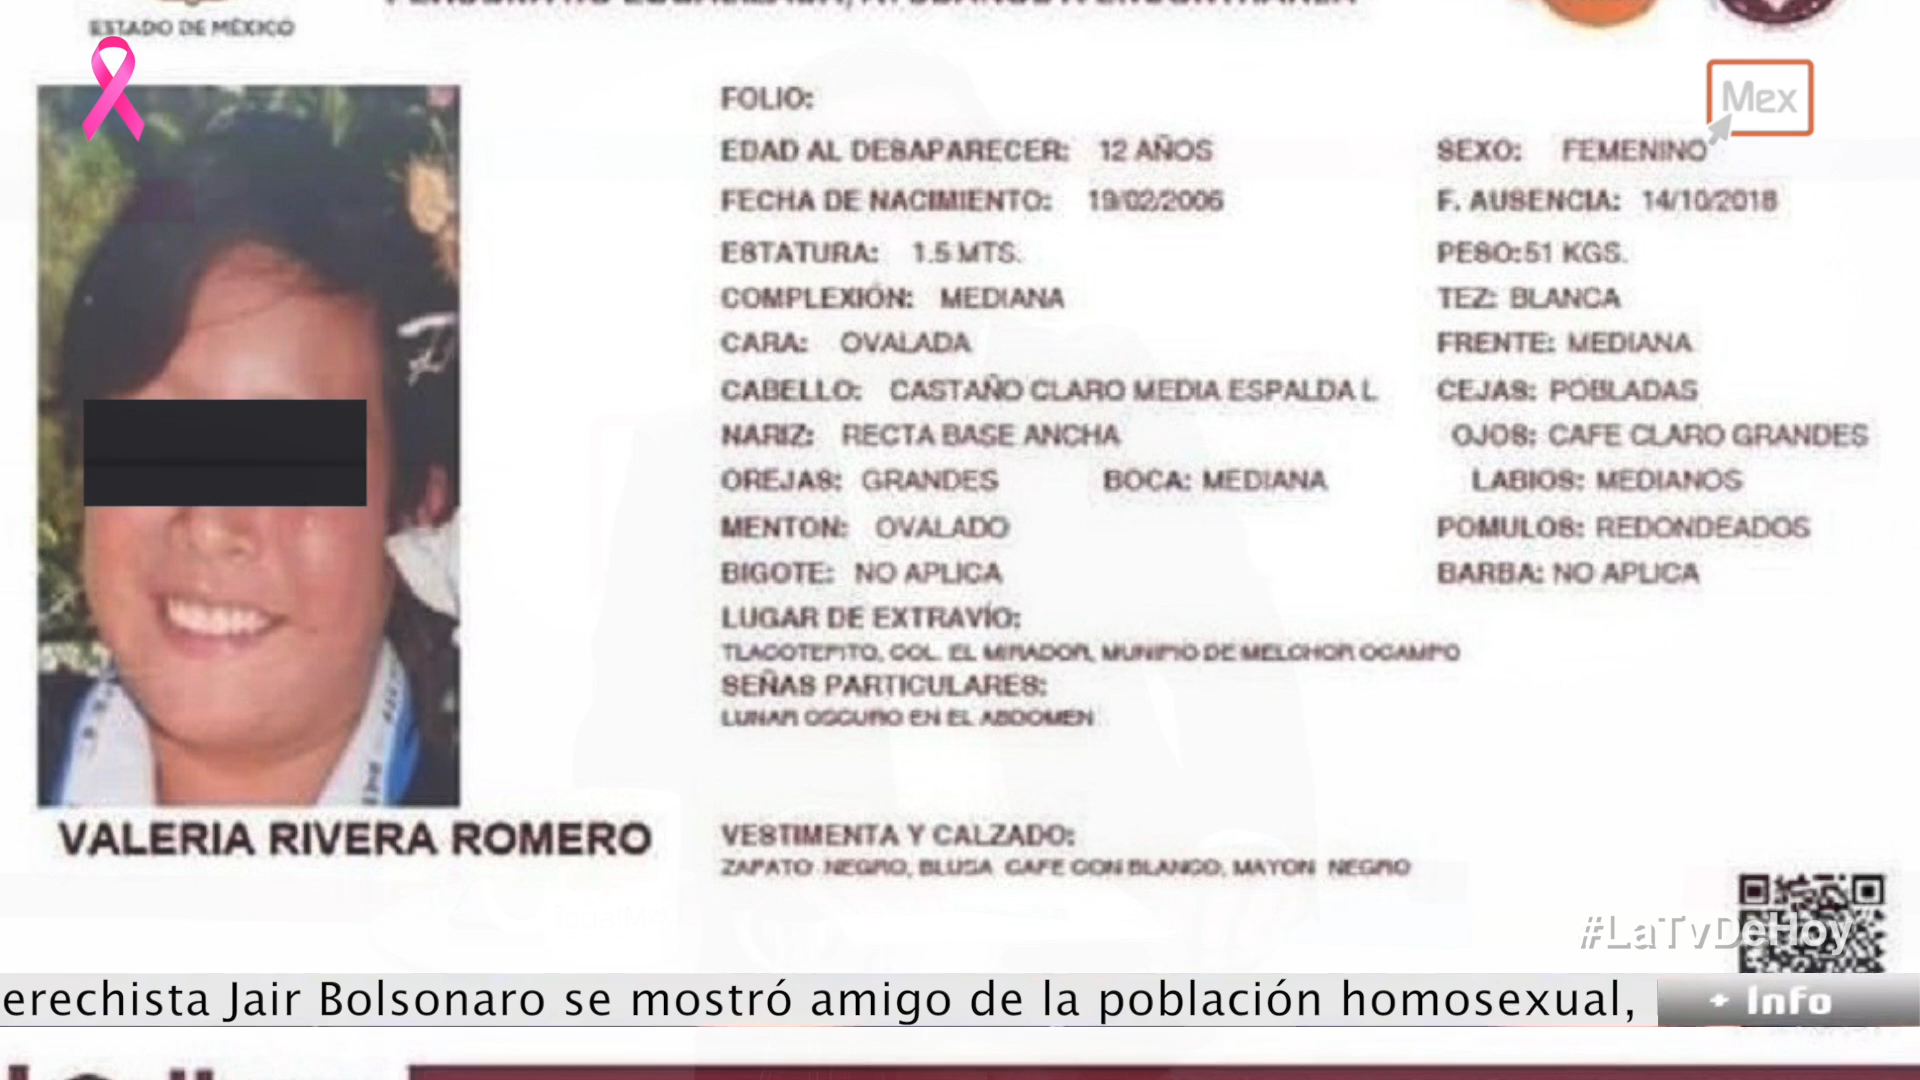 ESTADO DE MÉXICO
Mex
FOLIO:
EDAD AL DESAPARECER: 12 AÑOS
SEXO: FEMENINO
FECHA DE NACIMIENTO: 19/02/2006
F. AUSENCIA: 14/10/2018
ESTATURA: 1.5 MTS.
PESO:51 KGS.
COMPLEXIÓN: MEDIANA
TEZ: BLANCA
CARA: OVALADA
FRENTE: MEDIANA
CABELLO: CASTAÑO CLARO MEDIA ESPALDA L
CEJAS: POBLADAS
NARIZ: RECTA BASE ANCHA
OJOS: CAFE CLARO GRANDES
OREJAS: GRANDES BOCA: MEDIANA LABIOS: MEDIANOS
MENTON: OVALADO
POMULOS: REDONDEADOS
BIGOTE: NO APLICA
BARBA: NO APLICA
LUGAR DE EXTRAVÍO:
TLACOTEPITO, COL. EL MIRADOR, MUNIPIO DE MELCHOR OCAMPO
SEÑAS PARTICULARES:
LUNAR OSCURO EN EL ABDOMEN
VALERIA RIVERA ROMERO
VESTIMENTA Y CALZADO:
ZAPATO NEGRO, BLUSA CAFE CON BLANCO, MAYON NEGRO
#LaTvDeHoy
erechista Jair Bolsonaro se mostró amigo de la población homosexual,
+ Info